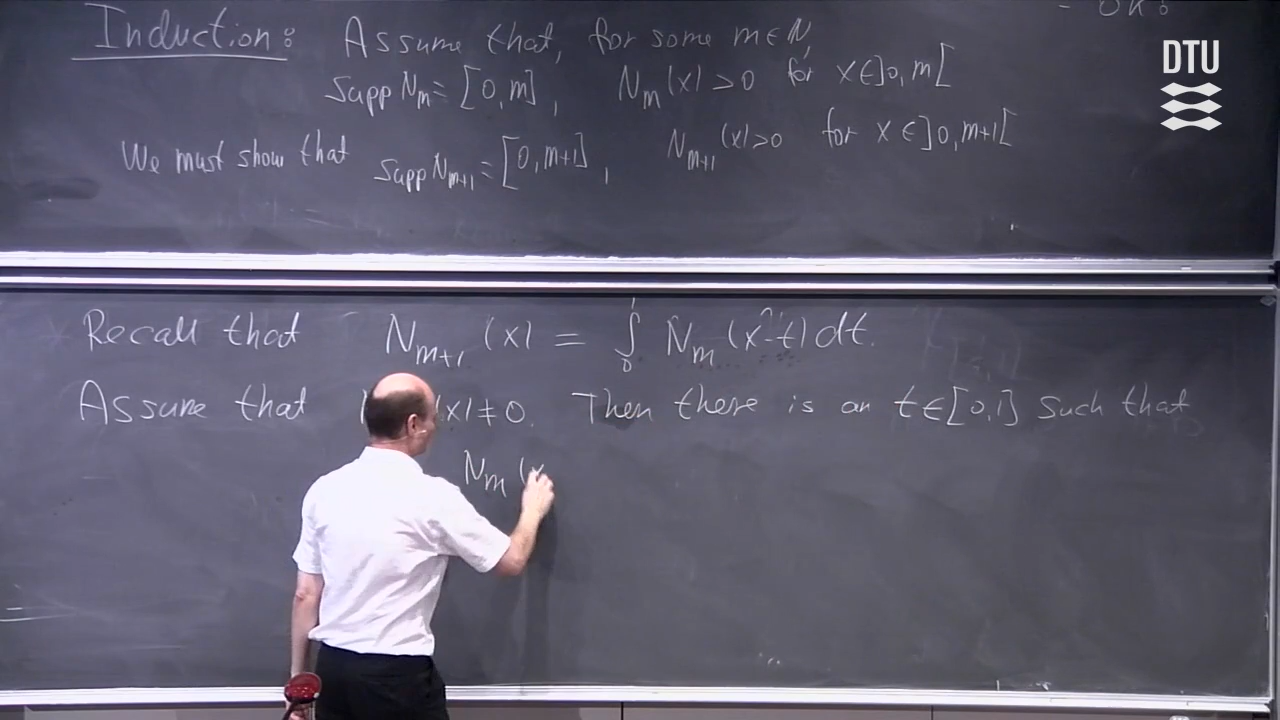 - OK!
DTU
Induction: Assume that, for some m∈ℕ,
supp N_m = [0,m], N_m(x)>0 for x∈]0,m[
We must show that supp N_{m+1} = [0,m+1], N_{m+1}(x)>0 for x∈]0,m+1[
Recall that N_{m+1}(x) = ∫_0^1 N_m(x-t)dt.
Assume that (x)≠0. Then there is an t∈[0,1] such that
N_m(x